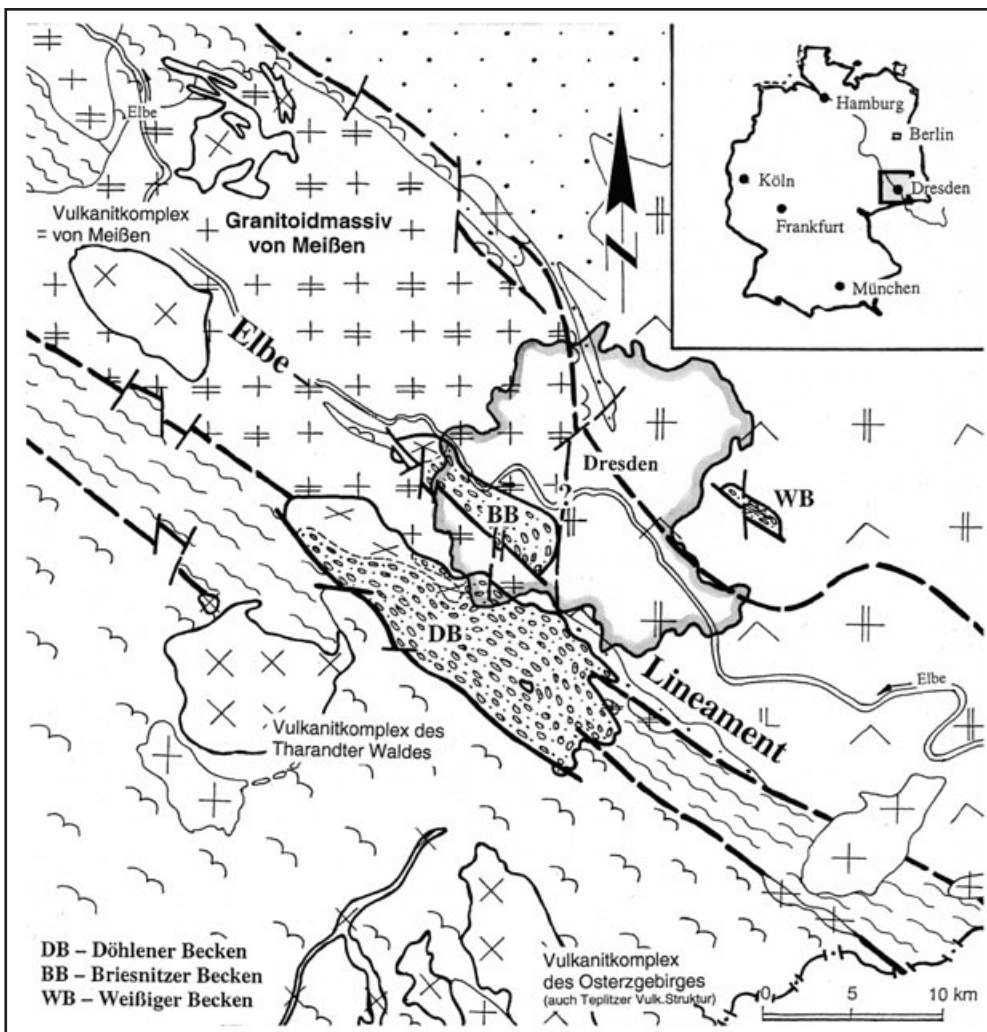 Elbe
Vulkanitkomplex
von Meißen
Granitoidmassiv
von Meißen
Hamburg
Berlin
Köln
Dresden
Frankfurt
München
Elbe
Dresden
WB
?
BB
DB
Lineament
Elbe
Vulkanitkomplex des
Tharandter Waldes
DB – Döhlener Becken
BB – Briesnitzer Becken
WB – Weißiger Becken
Vulkanitkomplex
des Osterzgebirges
(auch Teplitzer Vulk.Struktur)
0 5 10 km